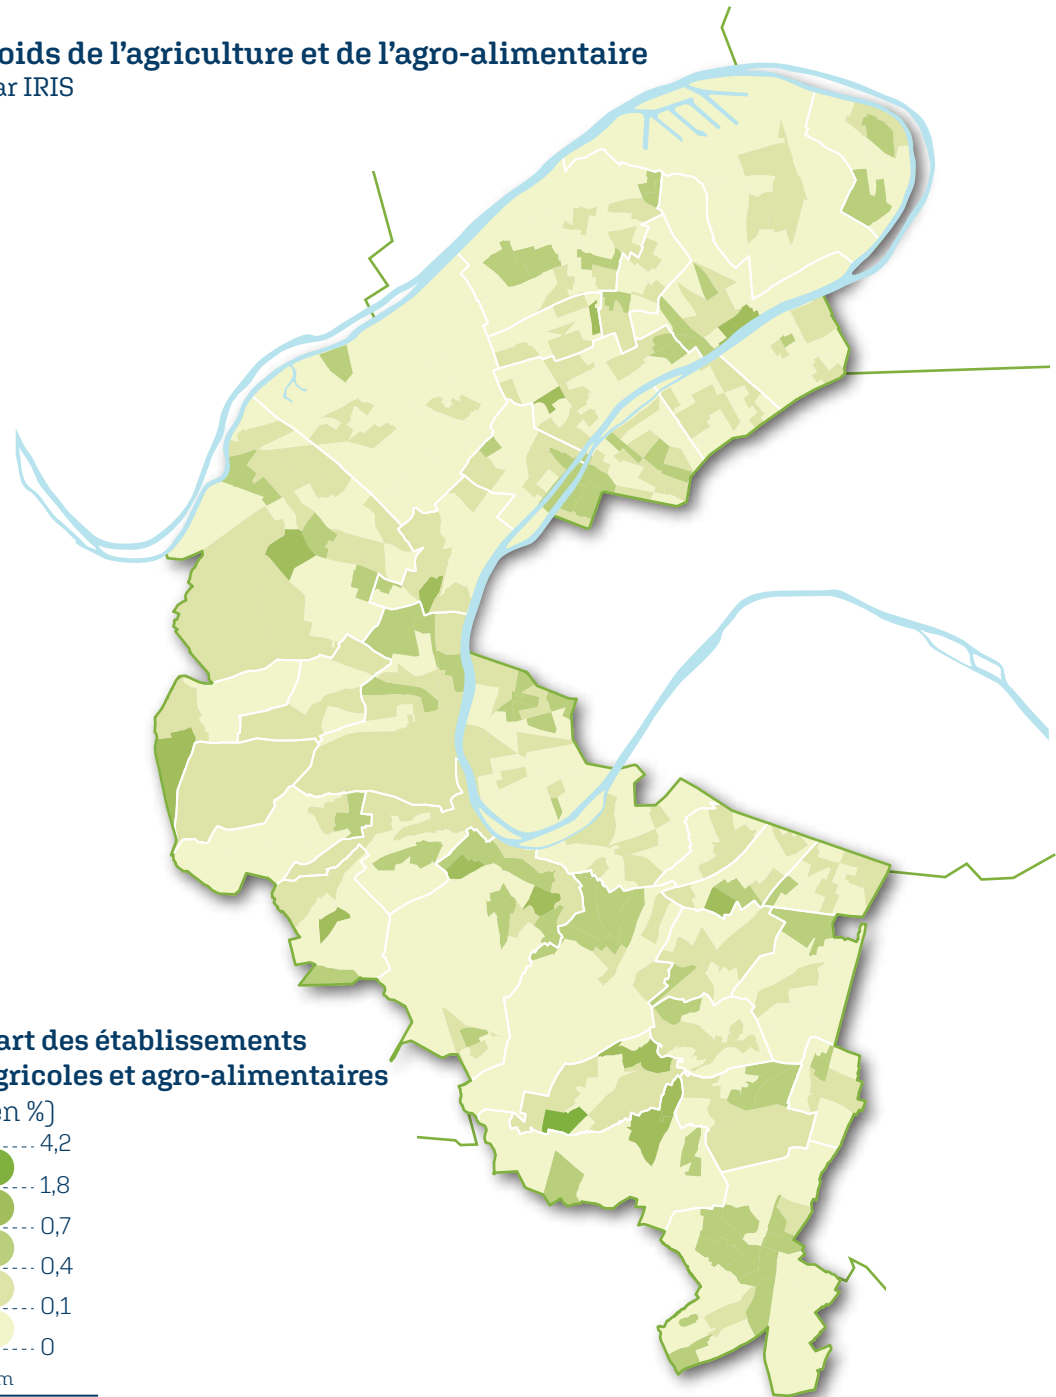 oids de l’agriculture et de l’agro-alimentaire
ar IRIS
art des établissements
gricoles et agro-alimentaires
en %)
4,2
1,8
0,7
0,4
0,1
0
m